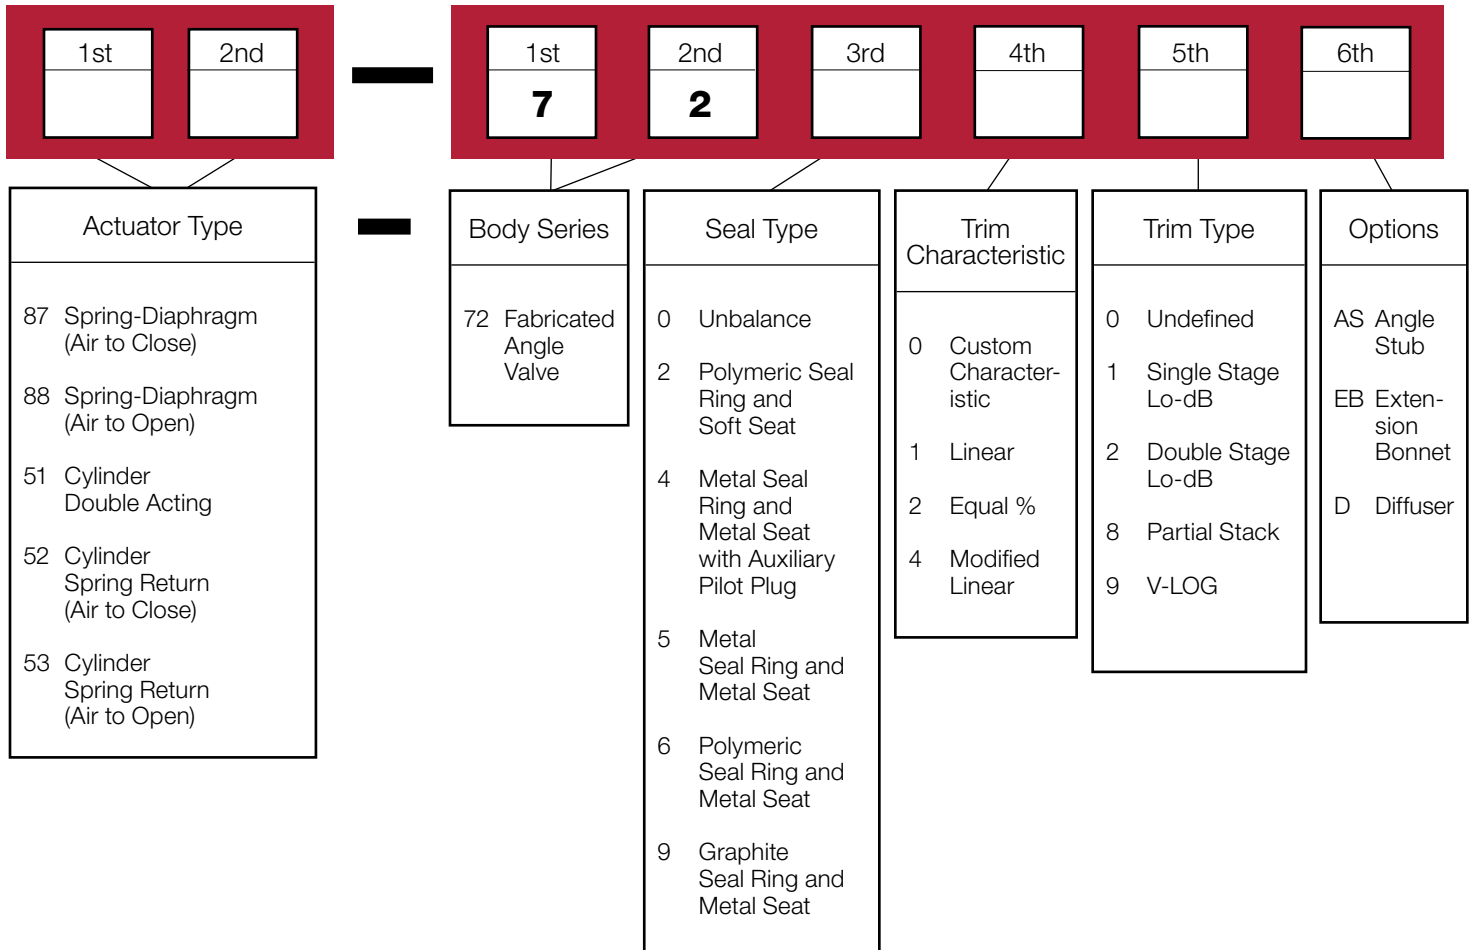 1st
2nd
1st
7
2nd
2
3rd
4th
5th
6th
Actuator Type
87 Spring-Diaphragm
(Air to Close)
88 Spring-Diaphragm
(Air to Open)
51 Cylinder
Double Acting
52 Cylinder
Spring Return
(Air to Close)
53 Cylinder
Spring Return
(Air to Open)
Body Series
72 Fabricated
Angle
Valve
Seal Type
0 Unbalance
2 Polymeric Seal
Ring and
Soft Seat
4 Metal Seal
Ring and
Metal Seat
with Auxiliary
Pilot Plug
5 Metal
Seal Ring and
Metal Seat
6 Polymeric
Seal Ring and
Metal Seat
9 Graphite
Seal Ring and
Metal Seat
Trim
Characteristic
0 Custom
Character-
istic
1 Linear
2 Equal %
4 Modified
Linear
Trim Type
0 Undefined
1 Single Stage
Lo-dB
2 Double Stage
Lo-dB
8 Partial Stack
9 V-LOG
Options
AS Angle
Stub
EB Exten-
sion
Bonnet
D Diffuser